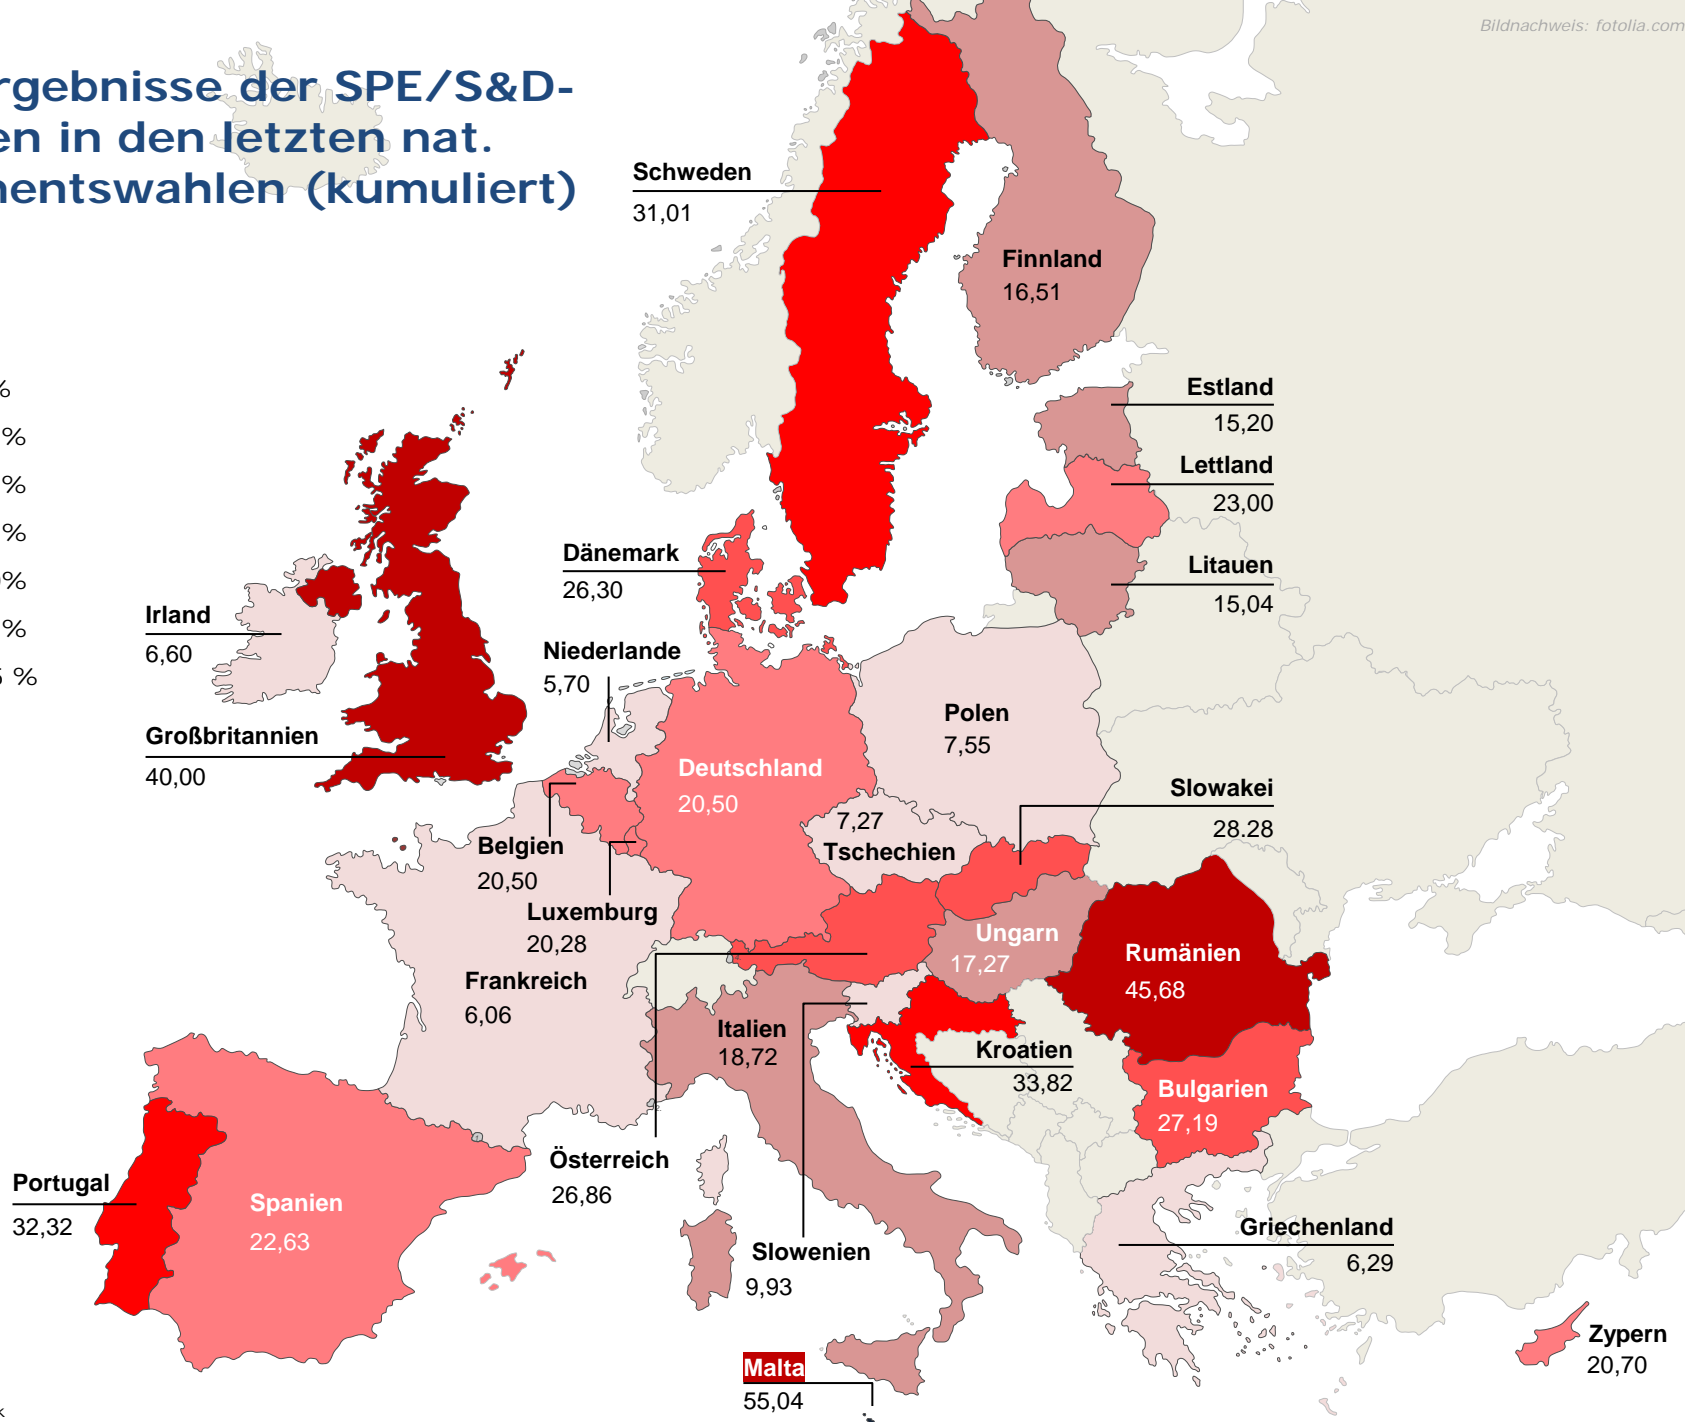 Bildnachweis: fotolia.com
rgebnisse der SPE/S&D-
en in den letzten nat.
mentswahlen (kumuliert)
%
%
%
%
%
%
%
Schweden
31,01
Finnland
16,51
Estland
15,20
Lettland
23,00
Litauen
15,04
Dänemark
26,30
Irland
6,60
Niederlande
5,70
Großbritannien
40,00
Polen
7,55
Deutschland
20,50
Slowakei
28.28
7,27
Tschechien
Belgien
20,50
Luxemburg
20,28
Ungarn
17,27
Rumänien
45,68
Frankreich
6,06
Italien
18,72
Kroatien
33,82
Bulgarien
27,19
Österreich
26,86
Portugal
32,32
Spanien
22,63
Slowenien
9,93
Griechenland
6,29
Zypern
20,70
Malta
55,04